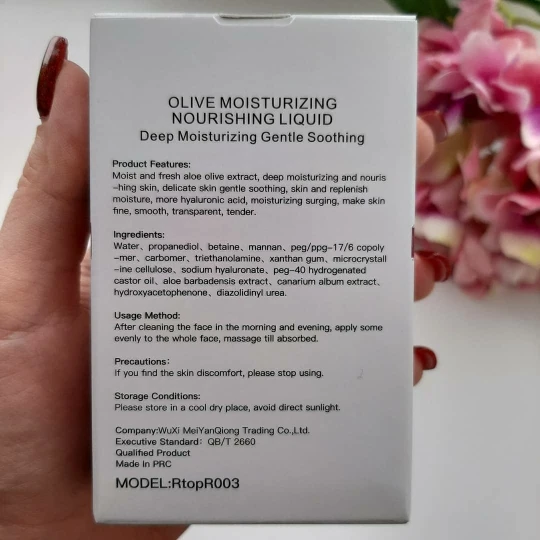 OLIVE MOISTURIZING
NOURISHING LIQUID
Deep Moisturizing Gentle Soothing
Product Features:
Moist and fresh aloe olive extract, deep moisturizing and nouris
-hing skin, delicate skin gentle soothing, skin and replenish
moisture, more hyaluronic acid, moisturizing surging, make skin
fine, smooth, transparent, tender.
Ingredients:
Water、propanediol、betaine、mannan、peg/ppg-17/6 copoly
-mer、carbomer、triethanolamine、xanthan gum、microcrystall
-ine cellulose、sodium hyaluronate、peg-40 hydrogenated
castor oil、aloe barbadensis extract、canarium album extract、
hydroxyacetophenone、diazolidinyl urea.
Usage Method:
After cleaning the face in the morning and evening, apply some
evenly to the whole face, massage till absorbed.
Precautions:
If you find the skin discomfort, please stop using.
Storage Conditions:
Please store in a cool dry place, avoid direct sunlight.
Company:WuXi MeiYanQiong Trading Co.,Ltd.
Executive Standard: QB/T 2660
Qualified Product
Made In PRC
MODEL:RtopR003